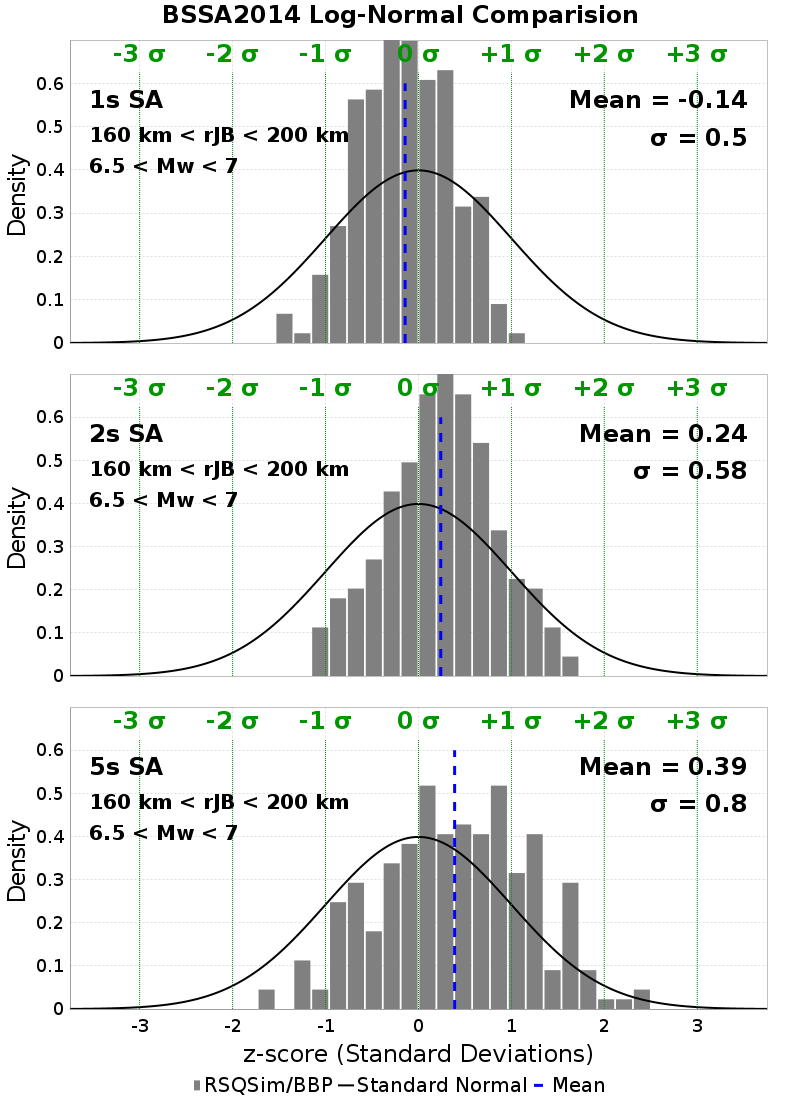 BSSA2014 Log-Normal Comparision
-3 σ -2 σ -1 σ 0 σ +1 σ +2 σ +3 σ
1s SA
Mean = -0.14
160 km < rJB < 200 km
σ = 0.5
6.5 < Mw < 7
Density
0.6
0.5
0.4
0.3
0.2
0.1
0
-3 σ -2 σ -1 σ 0 σ +1 σ +2 σ +3 σ
2s SA
Mean = 0.24
160 km < rJB < 200 km
σ = 0.58
6.5 < Mw < 7
Density
0.6
0.5
0.4
0.3
0.2
0.1
0
-3 σ -2 σ -1 σ 0 σ +1 σ +2 σ +3 σ
5s SA
Mean = 0.39
160 km < rJB < 200 km
σ = 0.8
6.5 < Mw < 7
Density
0.6
0.5
0.4
0.3
0.2
0.1
0
-3 -2 -1 0 1 2 3
z-score (Standard Deviations)
RSQSim/BBP Standard Normal Mean